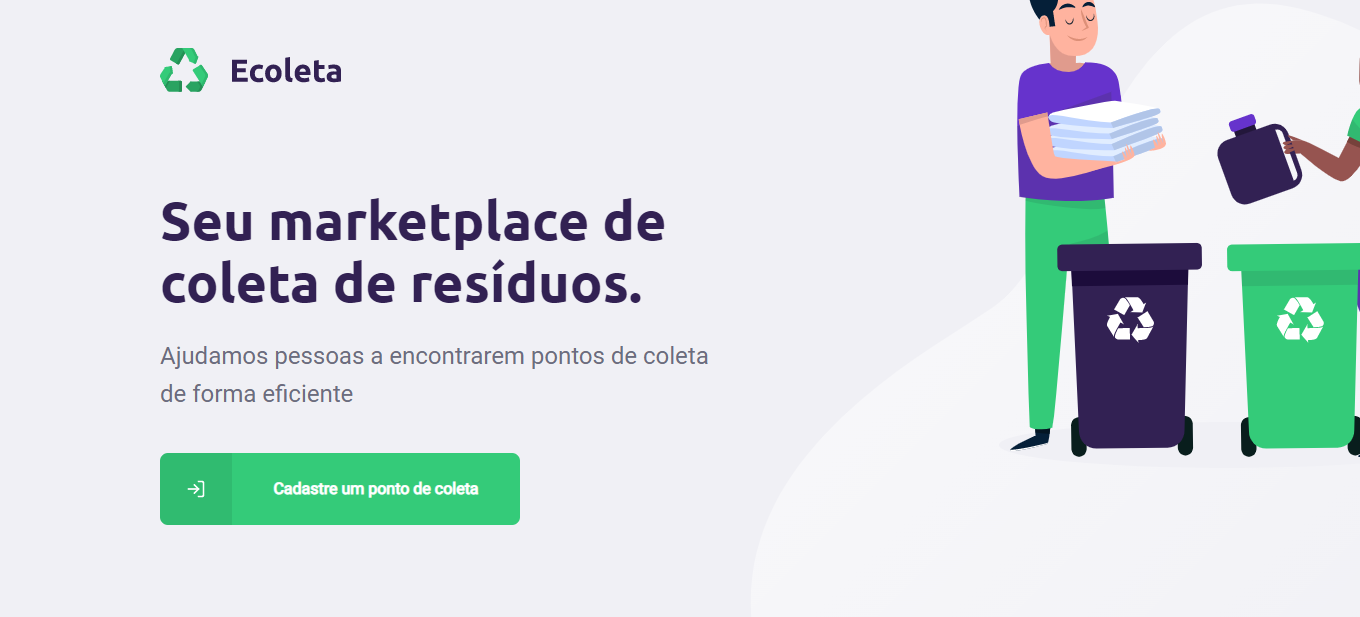 Ecoleta
Seu marketplace de
coleta de resíduos.
Ajudamos pessoas a encontrarem pontos de coleta
de forma eficiente
Cadastre um ponto de coleta